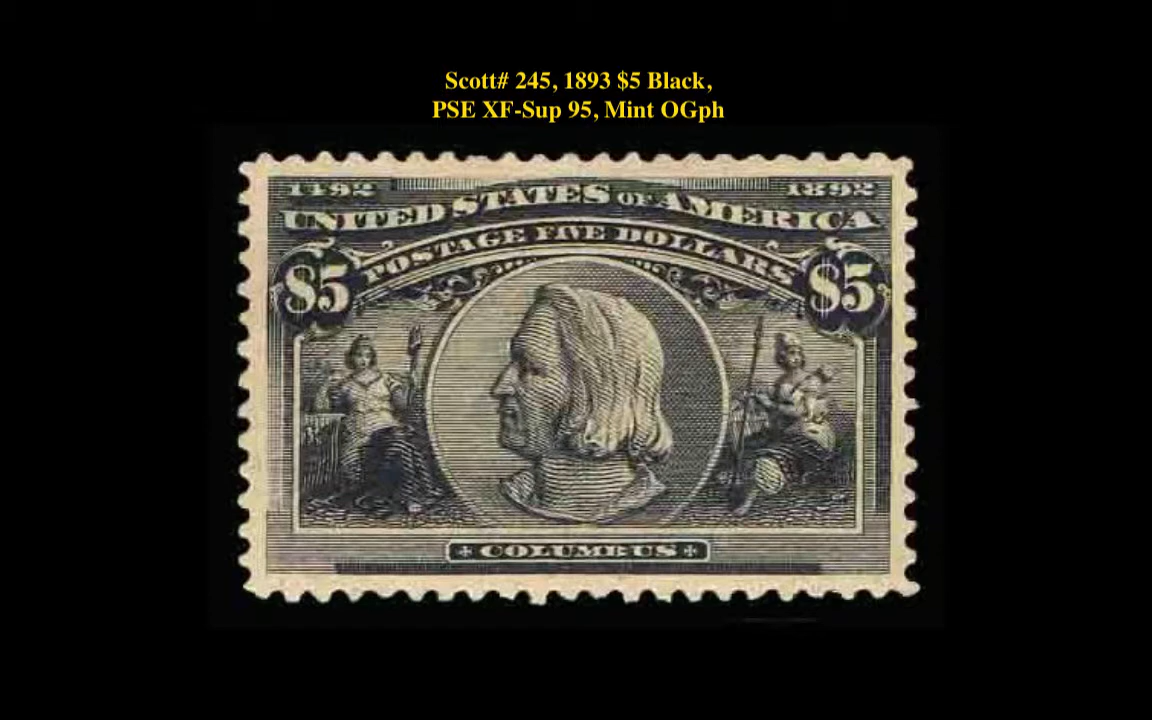 Scott# 245, 1893 $5 Black,
PSE XF-Sup 95, Mint OGph
1492 1892
UNITED STATES OF AMERICA
POSTAGE FIVE DOLLARS
$5 $5
COLUMBUS